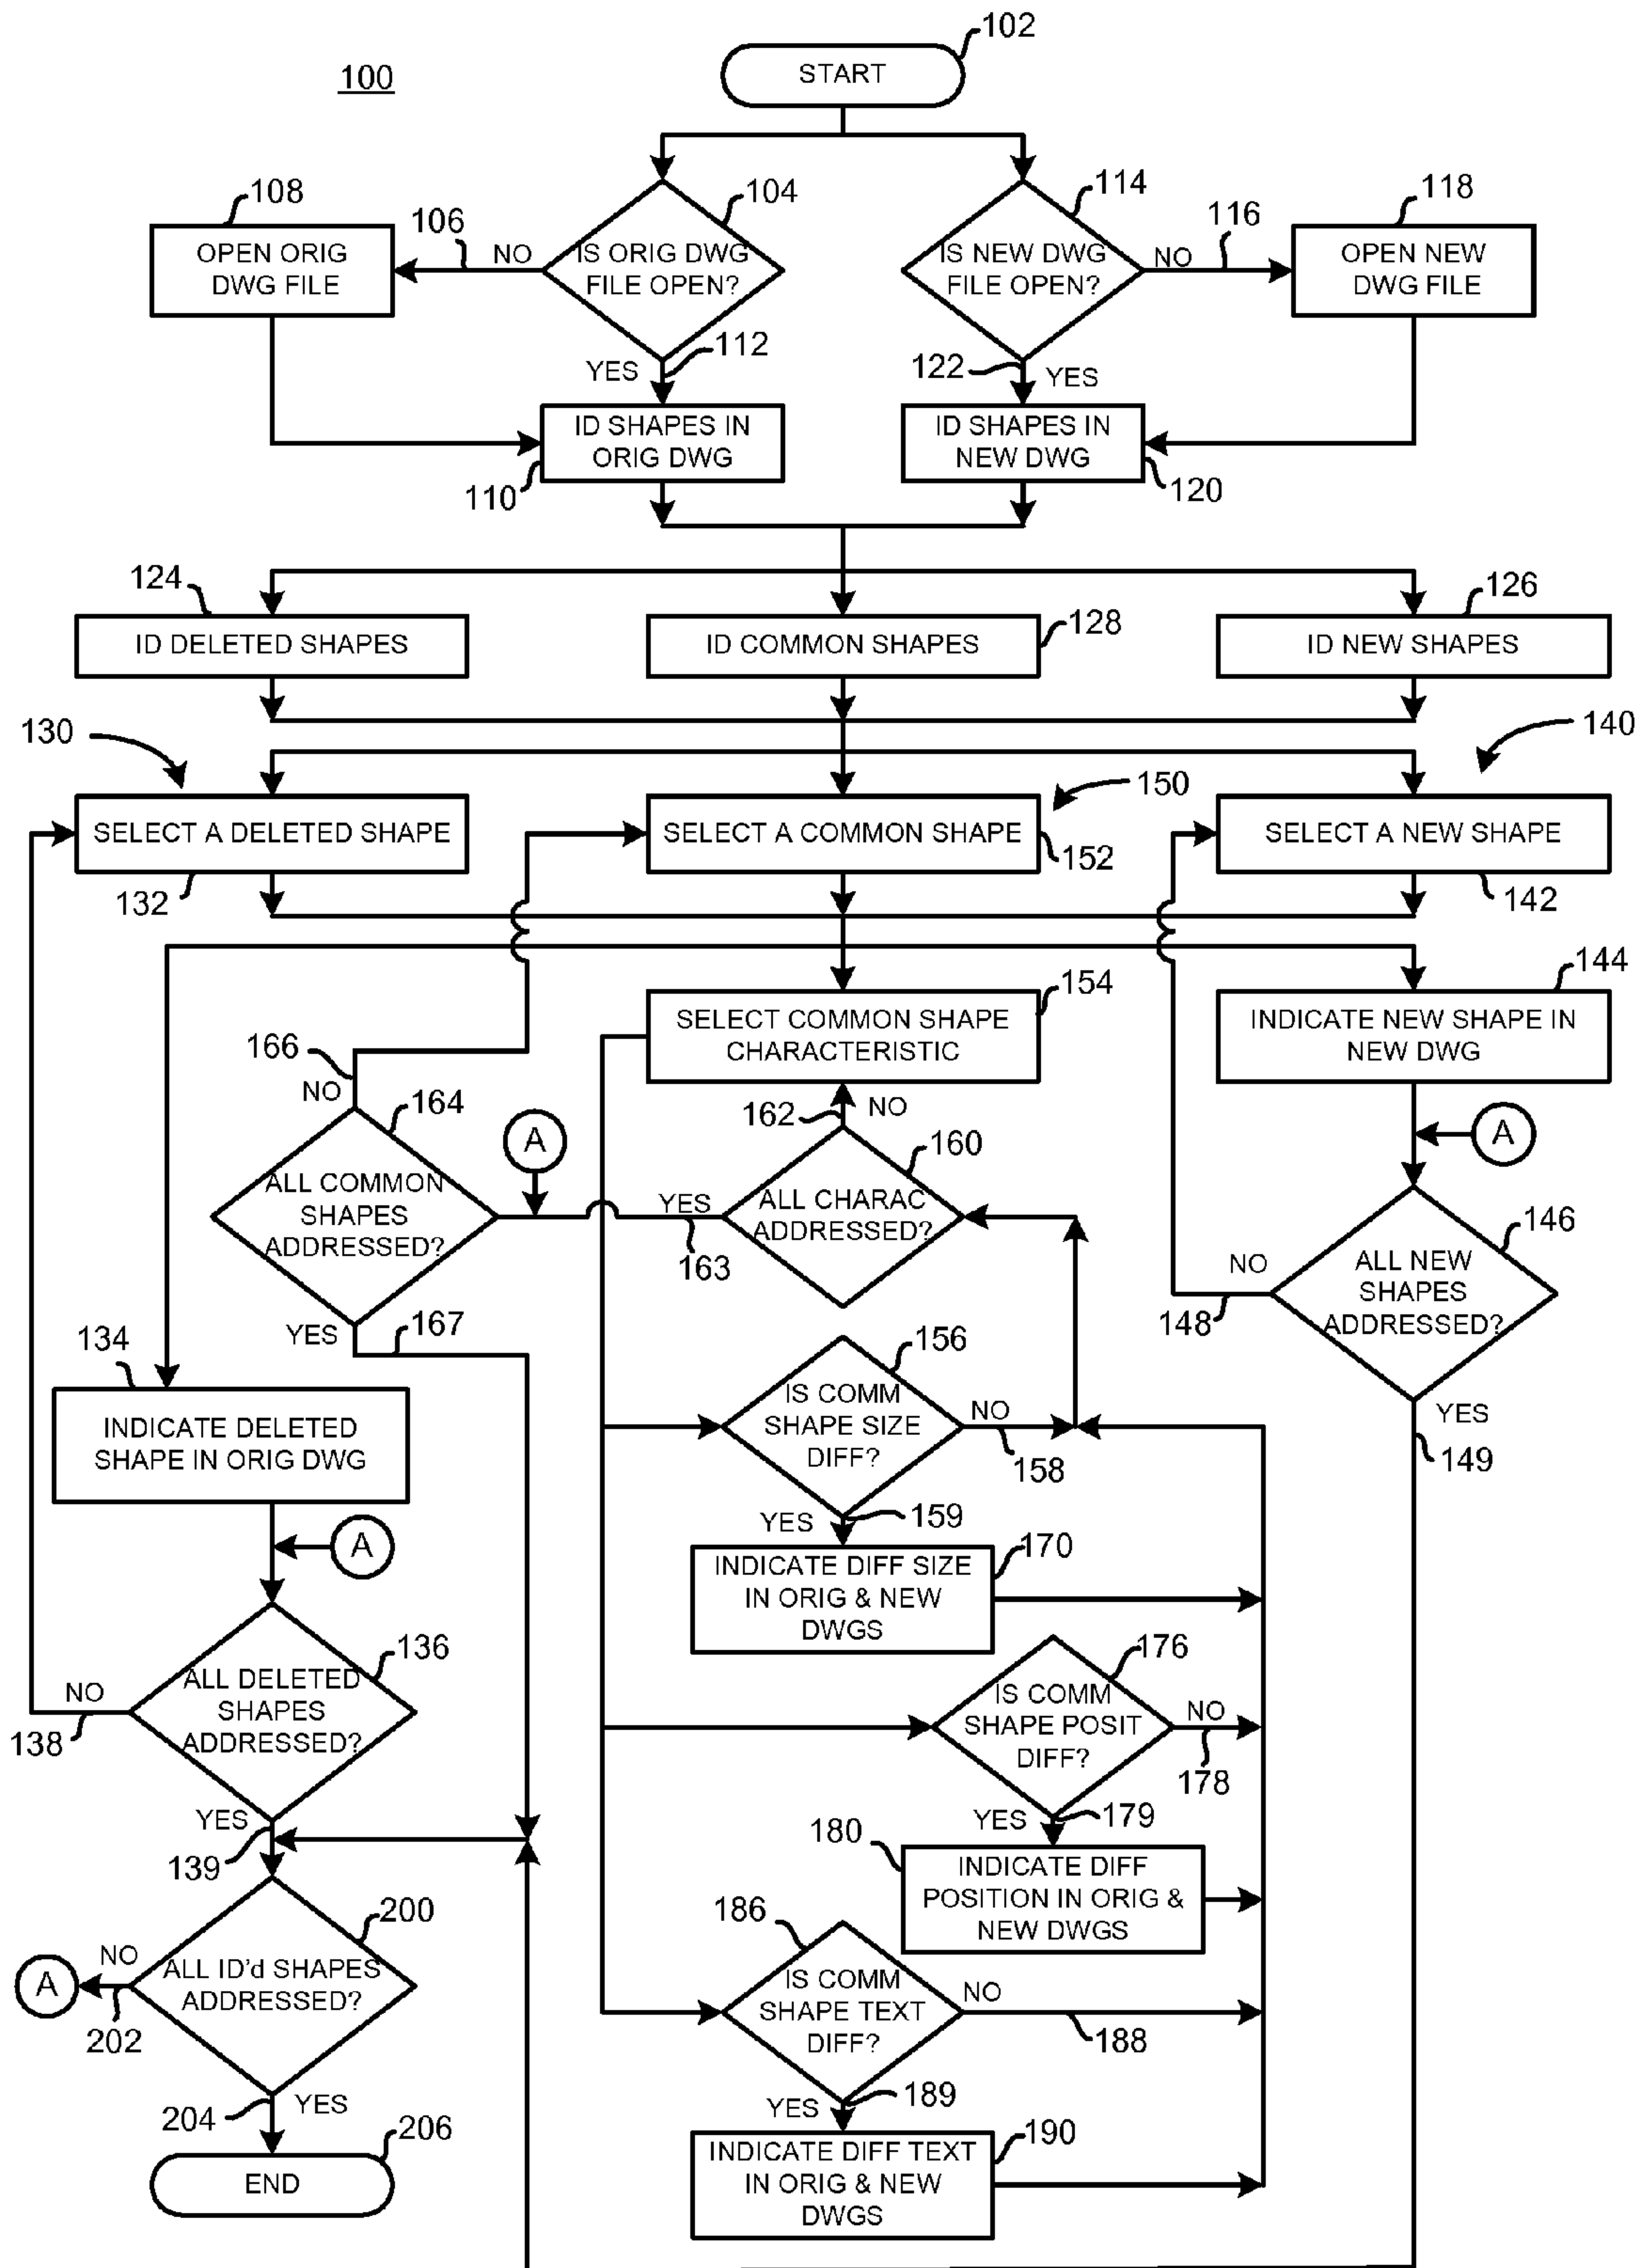 100
102
START
108
106
NO
104
114
116
NO
118
OPEN ORIG
DWG FILE
IS ORIG DWG
FILE OPEN?
IS NEW DWG
FILE OPEN?
OPEN NEW
DWG FILE
YES
112
122
YES
ID SHAPES IN
ORIG DWG
110
ID SHAPES IN
NEW DWG
120
124
128
126
ID DELETED SHAPES
ID COMMON SHAPES
ID NEW SHAPES
130
150
140
SELECT A DELETED SHAPE
132
SELECT A COMMON SHAPE
152
SELECT A NEW SHAPE
142
154
SELECT COMMON SHAPE
CHARACTERISTIC
144
INDICATE NEW SHAPE IN
NEW DWG
166
NO
164
A
162
NO
160
A
ALL COMMON
SHAPES
ADDRESSED?
YES
163
ALL CHARAC
ADDRESSED?
146
ALL NEW
SHAPES
ADDRESSED?
NO
148
YES
149
YES
167
134
INDICATE DELETED
SHAPE IN ORIG DWG
A
156
IS COMM
SHAPE SIZE
DIFF?
NO
158
YES
159
170
INDICATE DIFF SIZE
IN ORIG & NEW
DWGS
136
ALL DELETED
SHAPES
ADDRESSED?
NO
138
YES
139
176
IS COMM
SHAPE POSIT
DIFF?
NO
178
YES
179
180
INDICATE DIFF
POSITION IN ORIG &
NEW DWGS
200
ALL ID'd SHAPES
ADDRESSED?
NO
A
202
204
YES
206
END
186
IS COMM
SHAPE TEXT
DIFF?
NO
188
YES
189
190
INDICATE DIFF TEXT
IN ORIG & NEW
DWGS